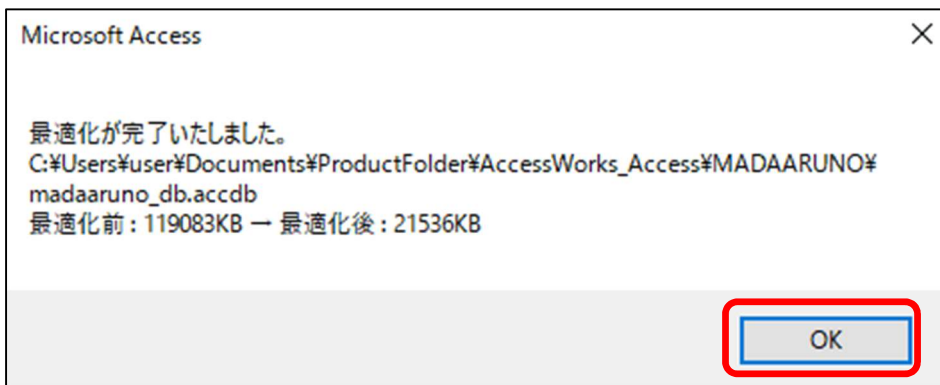 Microsoft Access
最適化が完了いたしました。
C:¥Users¥user¥Documents¥ProductFolder¥AccessWorks_Access¥MADAARUNO¥
madaaruno_db.accdb
最適化前 : 119083KB → 最適化後 : 21536KB
OK